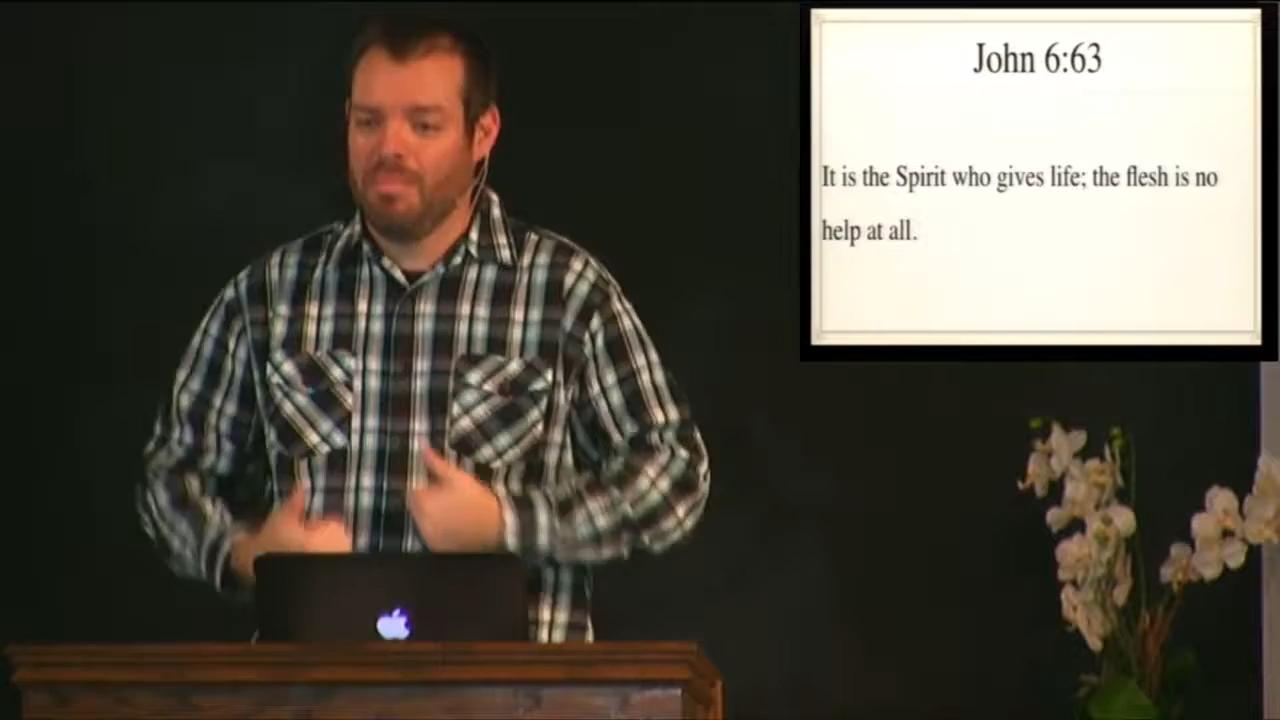 John 6:63
It is the Spirit who gives life; the flesh is no
help at all.